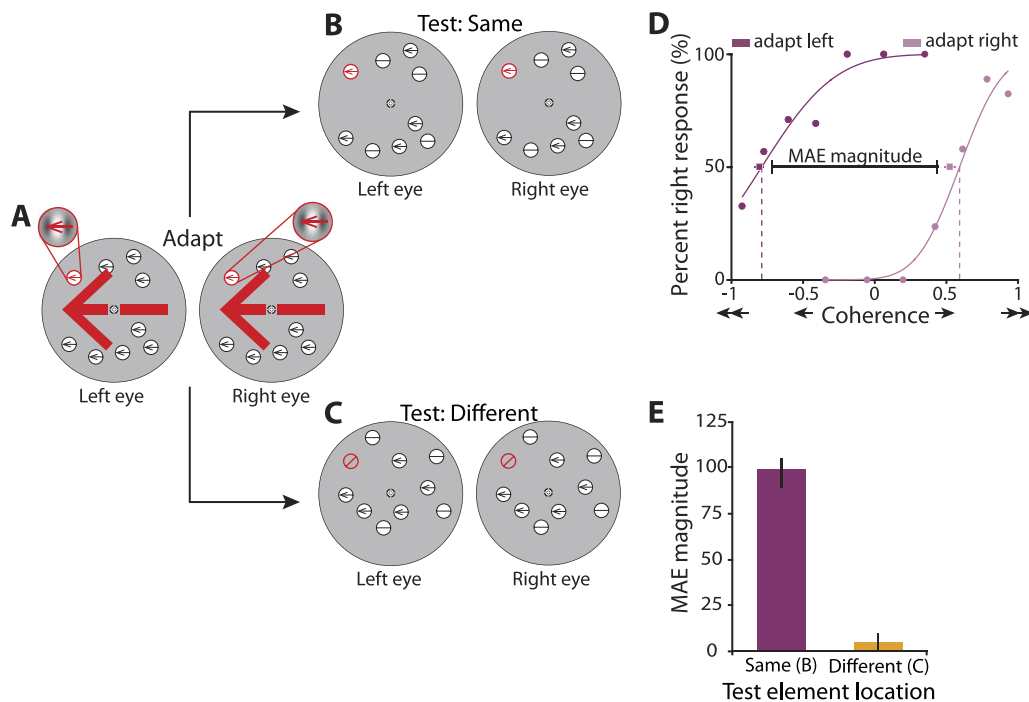 A
Adapt
Left eye
Right eye
B
Test: Same
Left eye
Right eye
C
Test: Different
Left eye
Right eye
D
adapt left
adapt right
Percent right response (%)
100
50
0
MAE magnitude
-1
-0.5
0
0.5
1
Coherence
E
MAE magnitude
125
100
75
50
25
0
Same (B)
Different (C)
Test element location